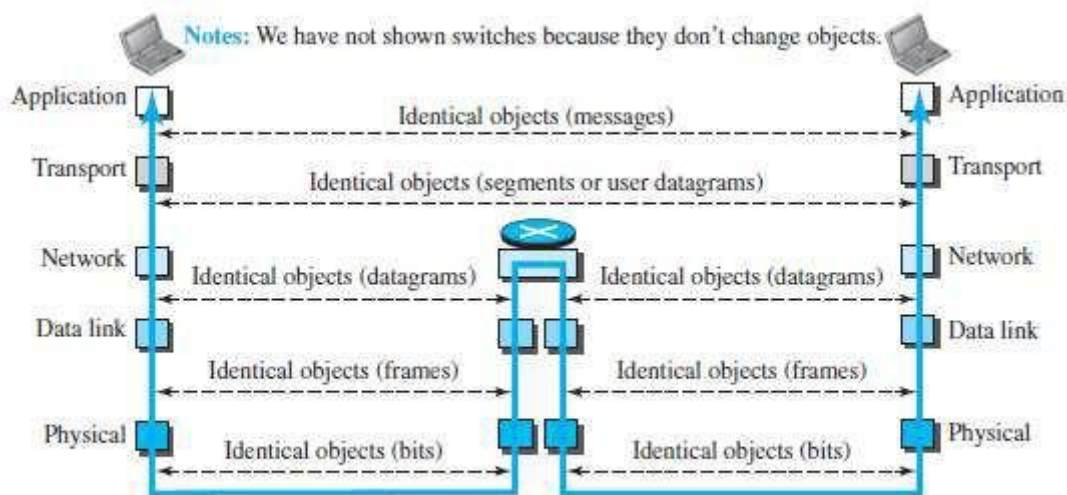 Notes: We have not shown switches because they don't change objects.
Application
Application
Identical objects (messages)
Transport
Transport
Identical objects (segments or user datagrams)
Network
Network
Identical objects (datagrams)
Identical objects (datagrams)
Data link
Data link
Identical objects (frames)
Identical objects (frames)
Physical
Physical
Identical objects (bits)
Identical objects (bits)